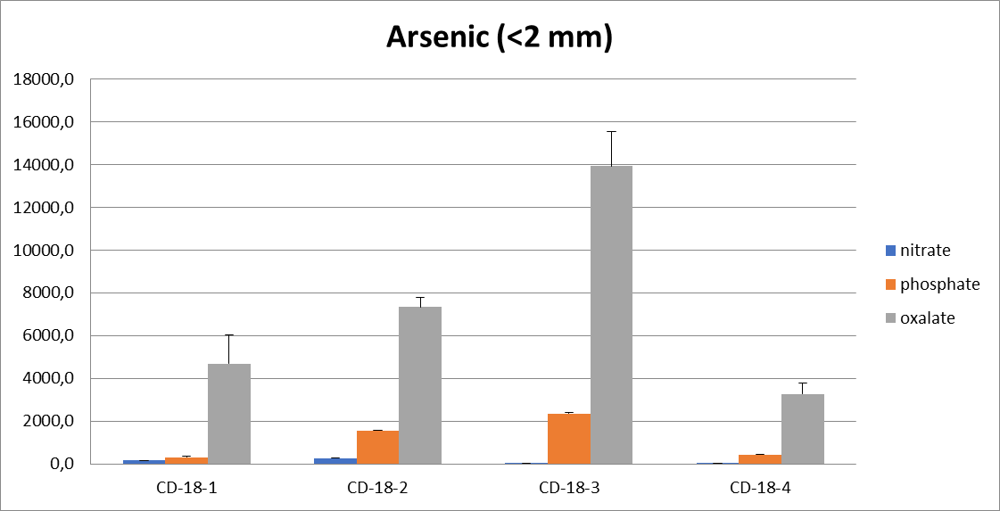 Arsenic (<2 mm)
18000,0
16000,0
14000,0
12000,0
10000,0
8000,0
6000,0
4000,0
2000,0
0,0
CD-18-1 CD-18-2 CD-18-3 CD-18-4
nitrate
phosphate
oxalate